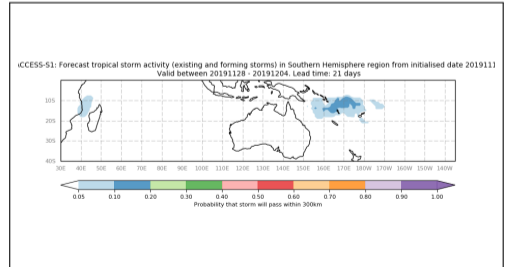 ACCESS-S1: Forecast tropical storm activity (existing and forming storms) in Southern Hemisphere region from initialised date 201911
Valid between 20191128 - 20191204. Lead time: 21 days
10S
20S
30S
40S
30E 40E 50E 60E 70E 80E 90E 100E 110E 120E 130E 140E 150E 160E 170E 180W 170W 160W 150W 140W
0.05 0.10 0.20 0.30 0.40 0.50 0.60 0.70 0.80 0.90 1.00
Probability that storm will pass within 300km